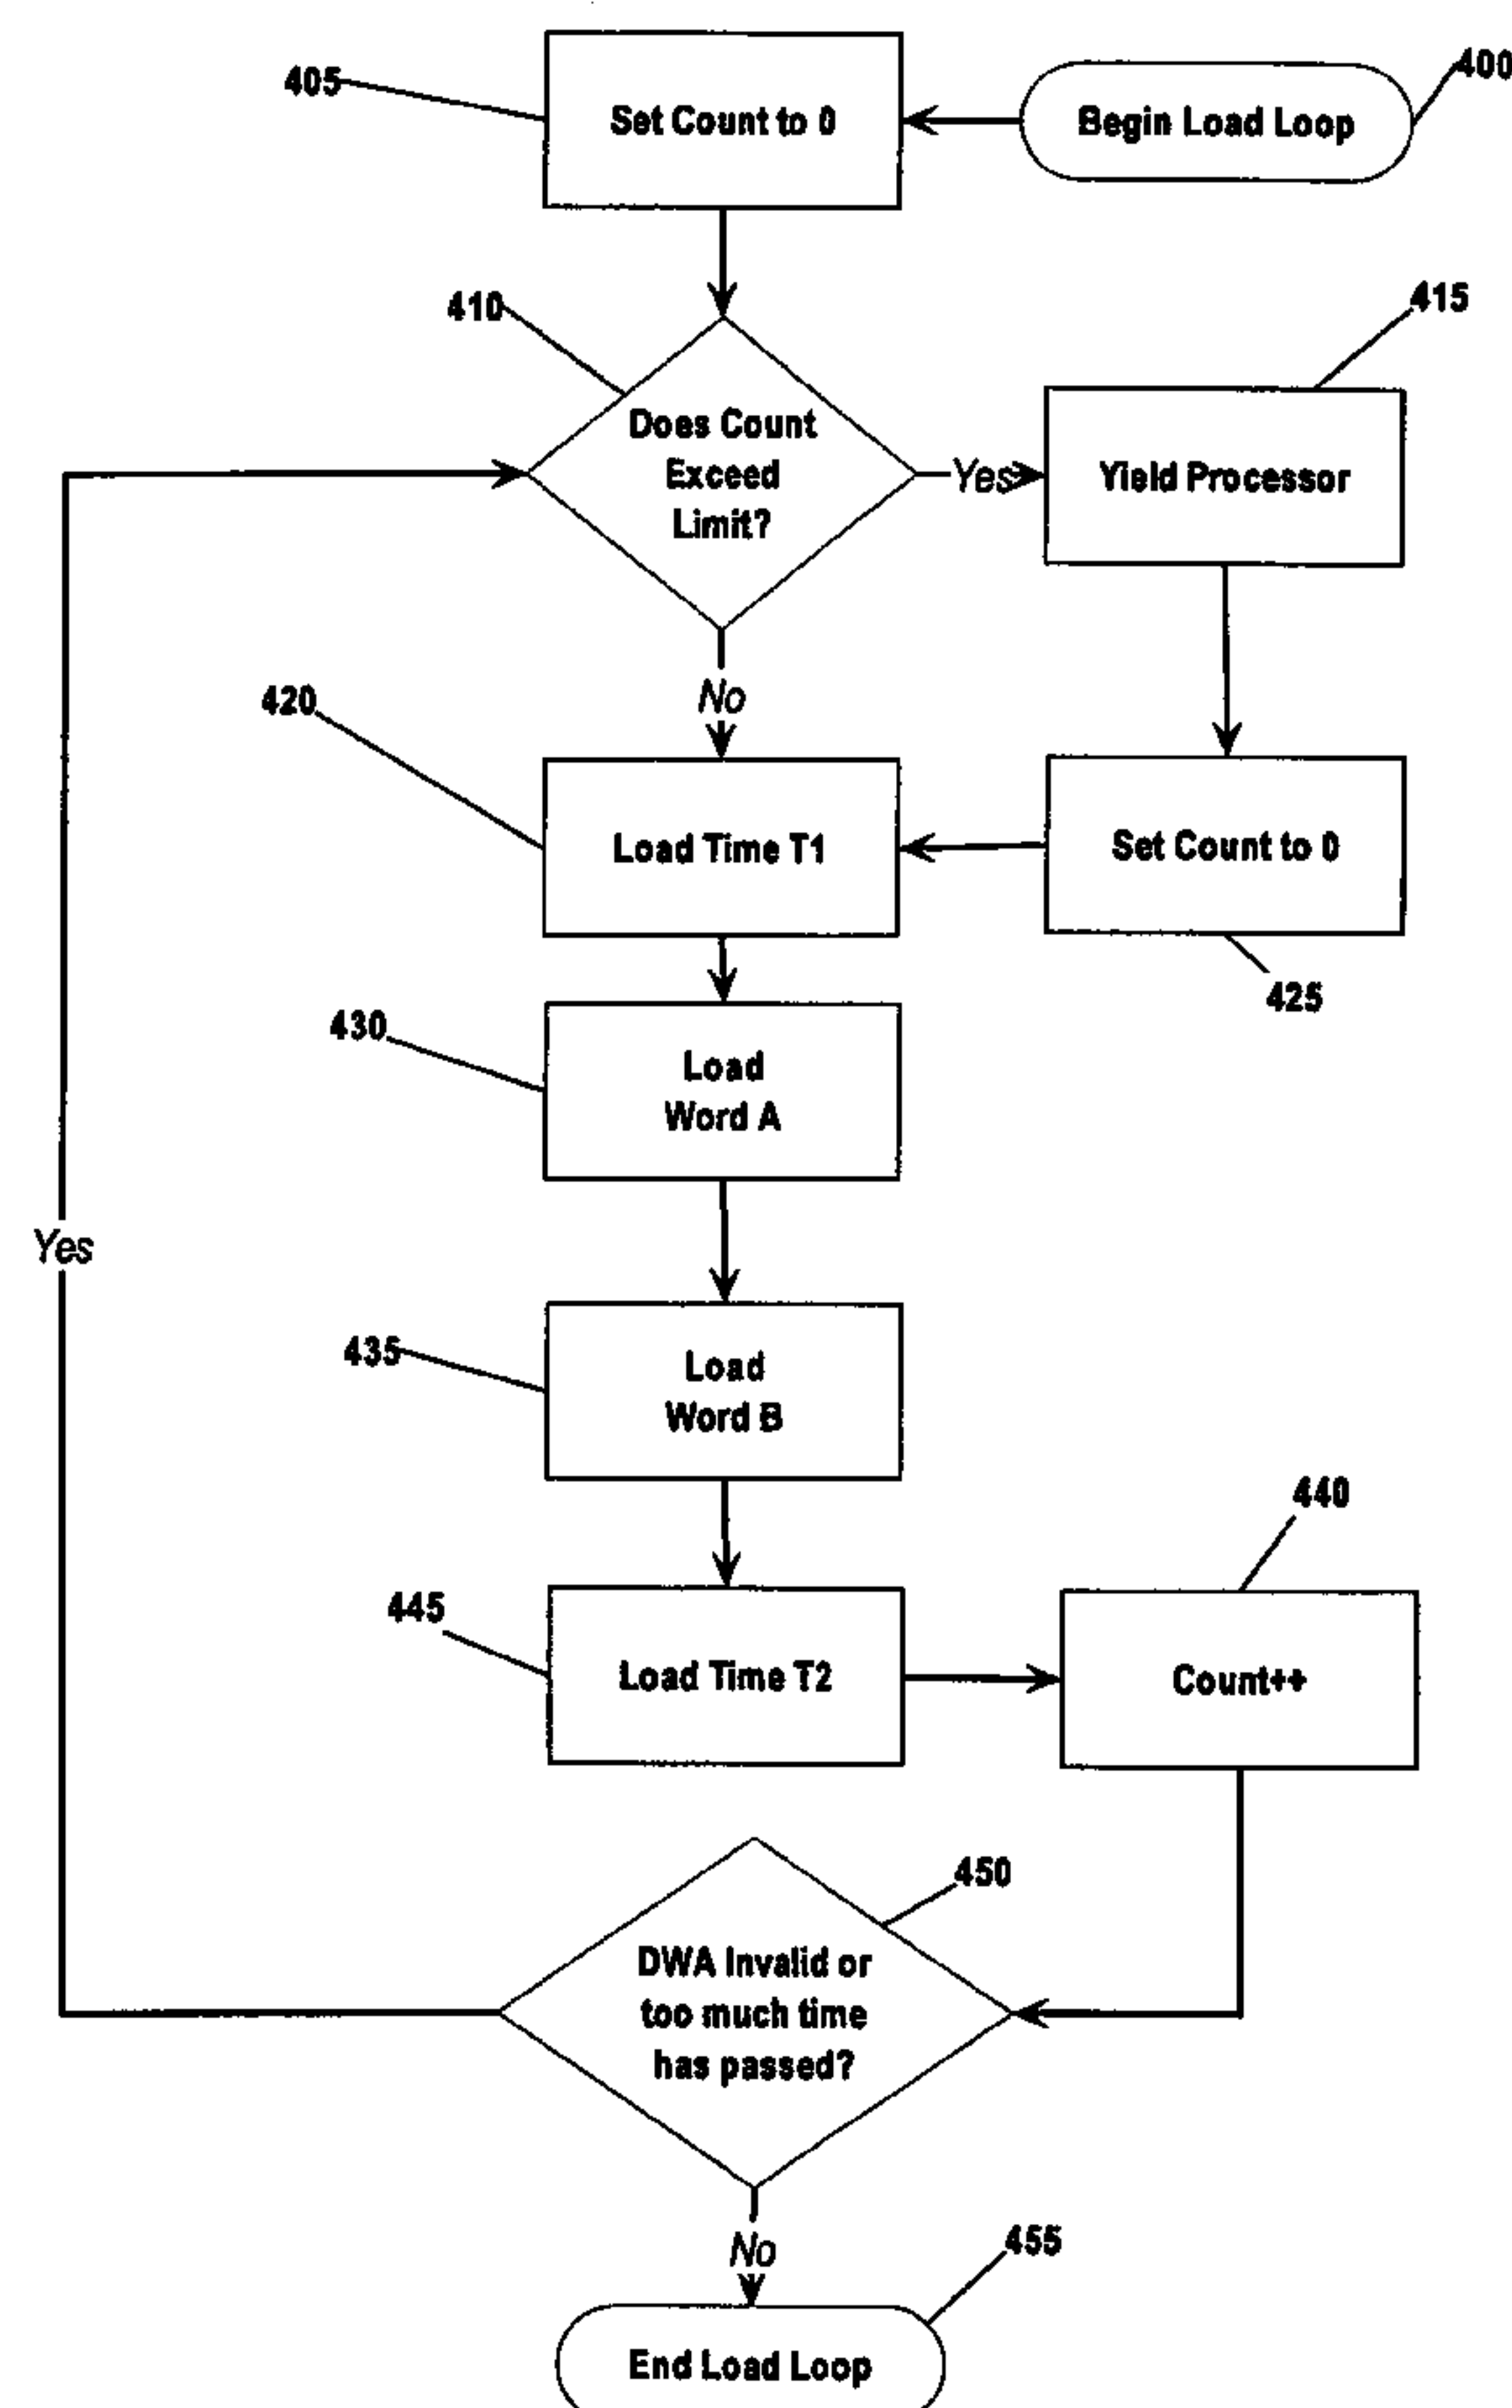 400
405
Set Count to 0
Begin Load Loop
410
415
Does Count
Exceed
Limit?
Yes
Yield Processor
No
420
Load Time T1
Set Count to 0
425
430
Load
Word A
Yes
435
Load
Word B
440
445
Load Time T2
Count++
450
DWA Invalid or
too much time
has passed?
No
455
End Load Loop